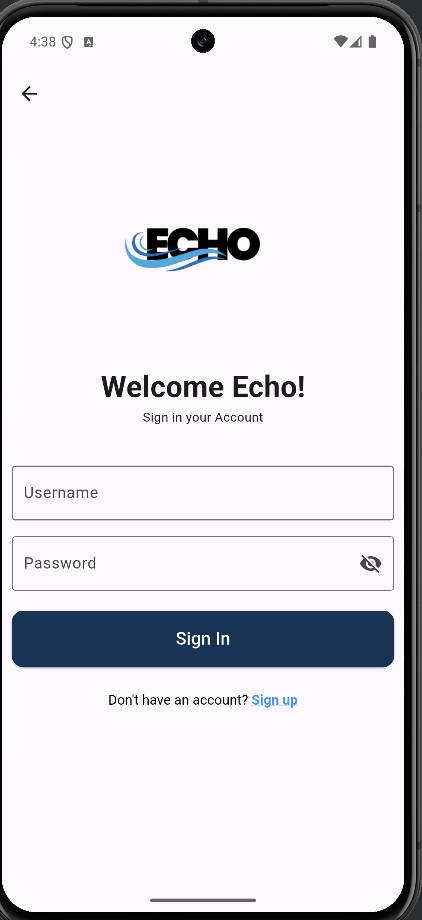 4:38
A
ECHO
Welcome Echo!
Sign in your Account
Username
Password
Sign In
Don't have an account? Sign up